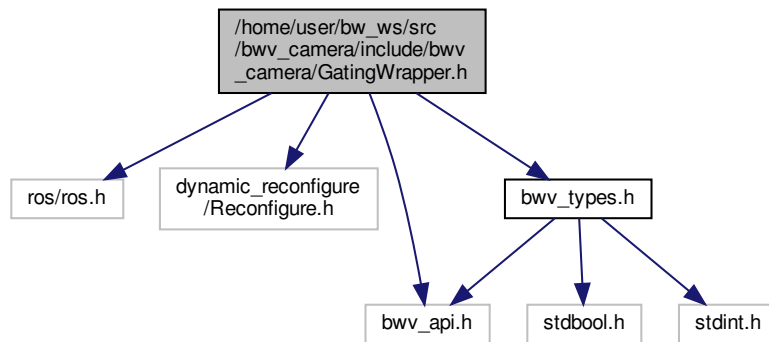 /home/user/bw_ws/src
/bwv_camera/include/bwv
_camera/GatingWrapper.h
ros/ros.h
dynamic_reconfigure
/Reconfigure.h
bwv_types.h
bwv_api.h
stdbool.h
stdint.h